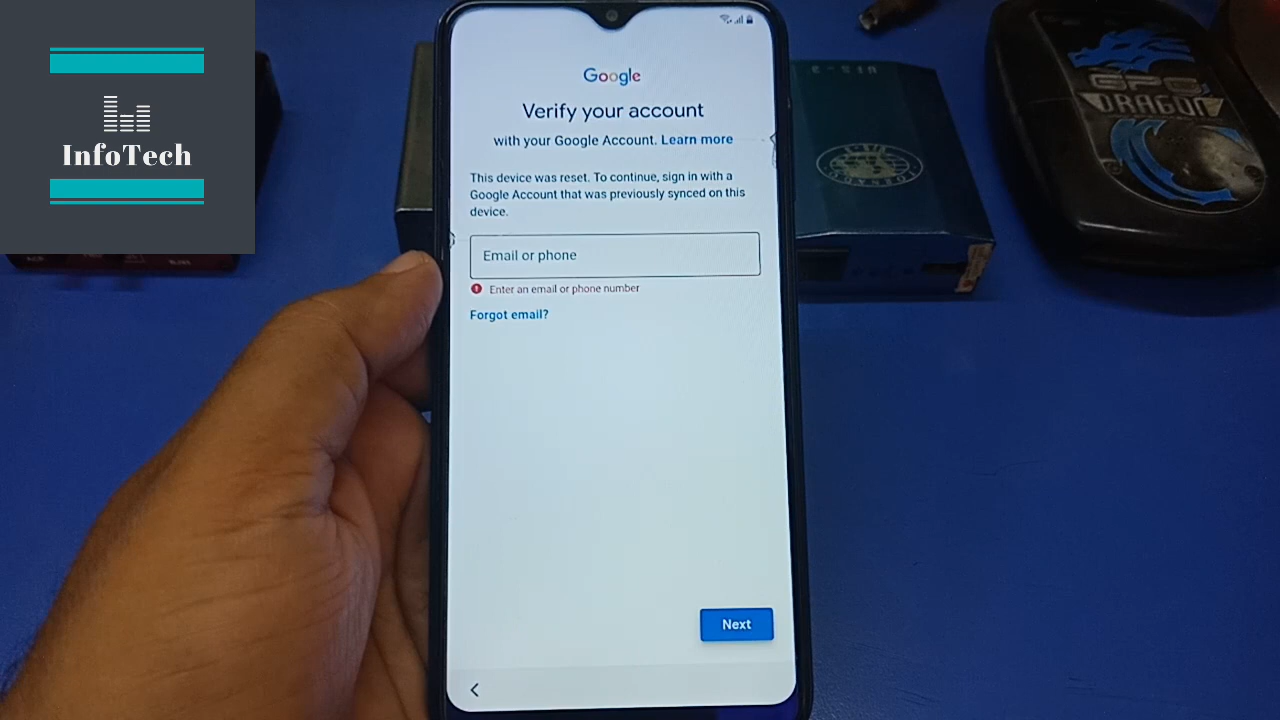 InfoTech
Google
Verify your account
with your Google Account. Learn more
This device was reset. To continue, sign in with a
Google Account that was previously synced on this
device.
Email or phone
Enter an email or phone number
Forgot email?
Next
GPG
DRAGON